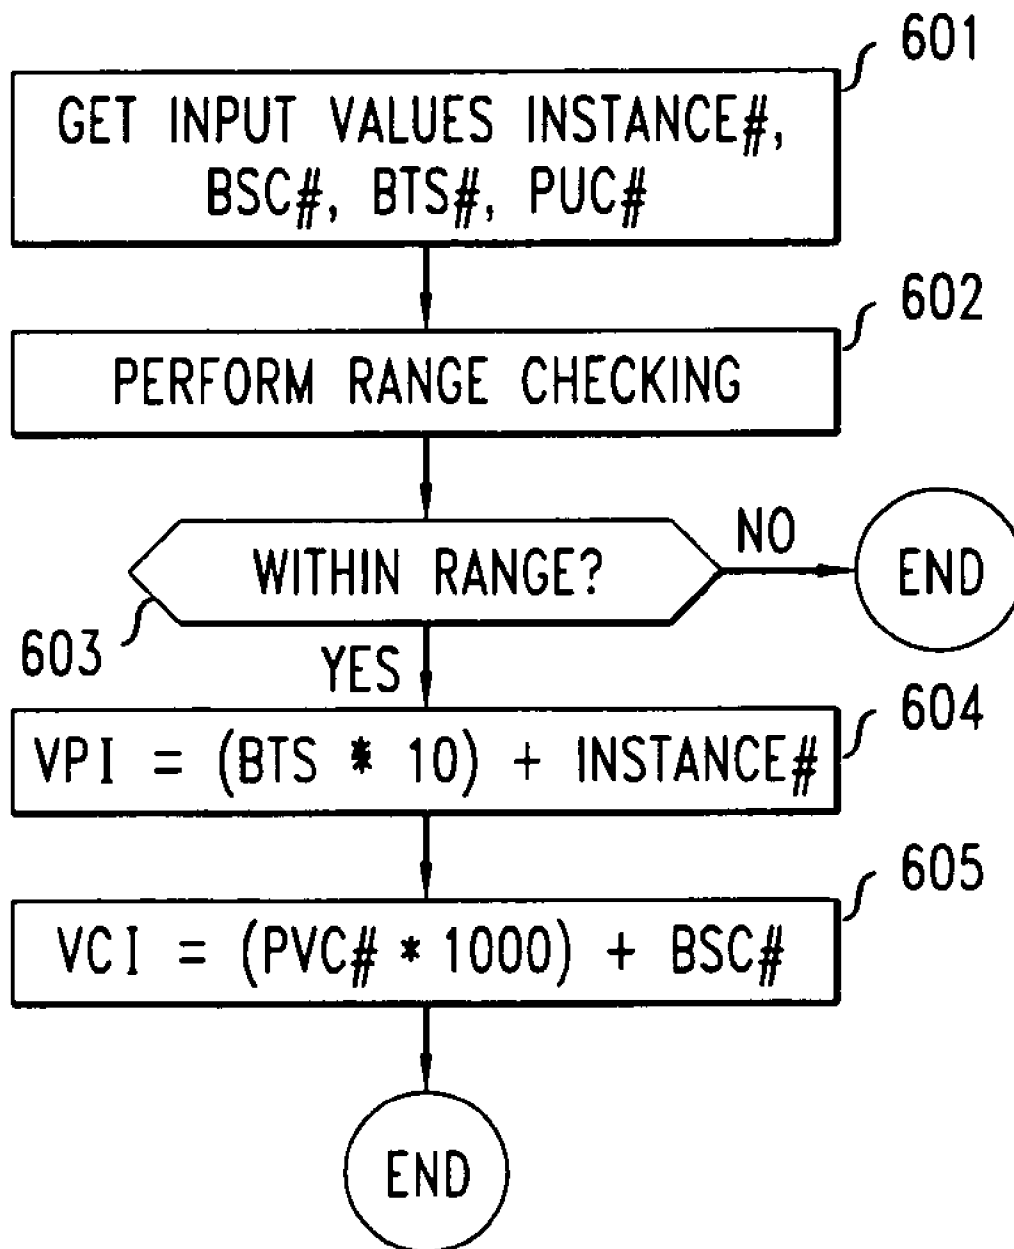 601
GET INPUT VALUES INSTANCE#,
BSC#, BTS#, PUC#
602
PERFORM RANGE CHECKING
WITHIN RANGE?
NO
END
603
YES
604
VPI = (BTS * 10) + INSTANCE#
605
VCI = (PVC# * 1000) + BSC#
END